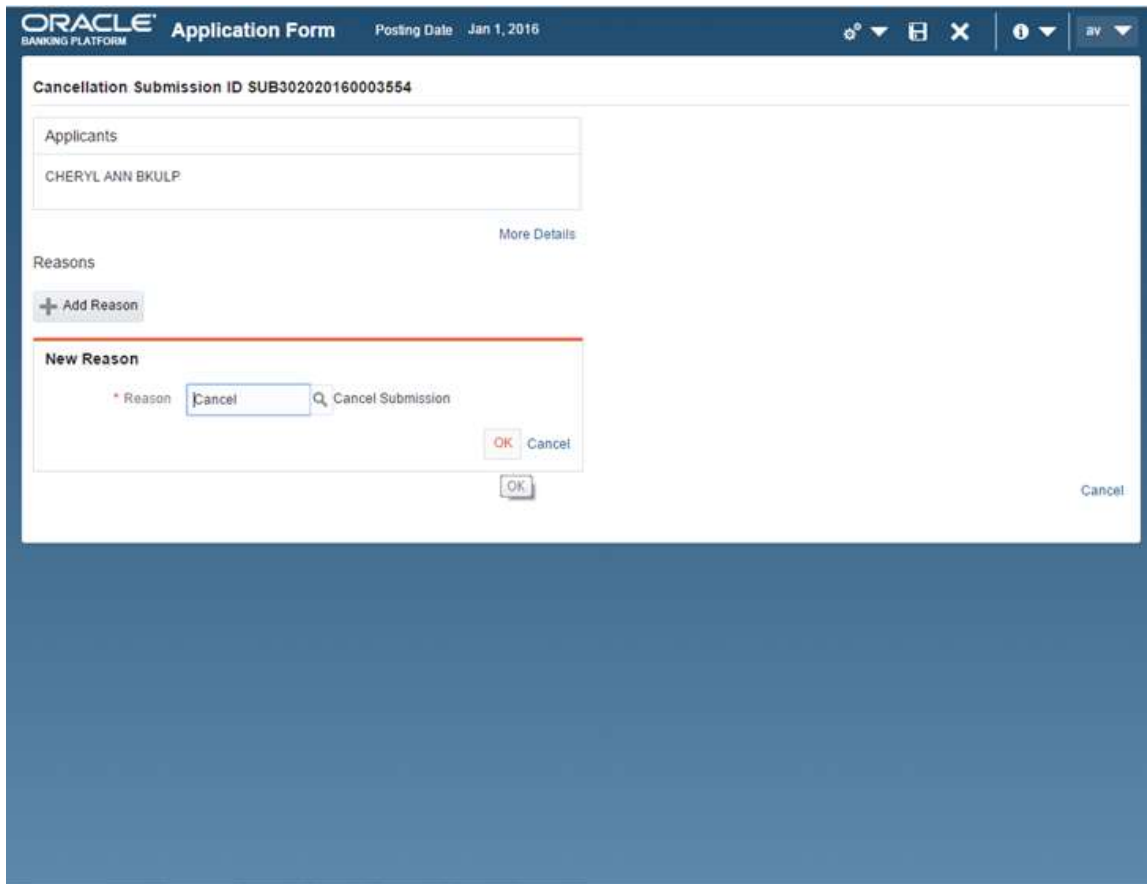 ORACLE Application Form Posting Date Jan 1, 2016 av
BANKING PLATFORM
Cancellation Submission ID SUB302020160003554
Applicants
CHERYL ANN BKULP
More Details
Reasons
Add Reason
New Reason
* Reason Cancel Cancel Submission
OK Cancel
OK
Cancel